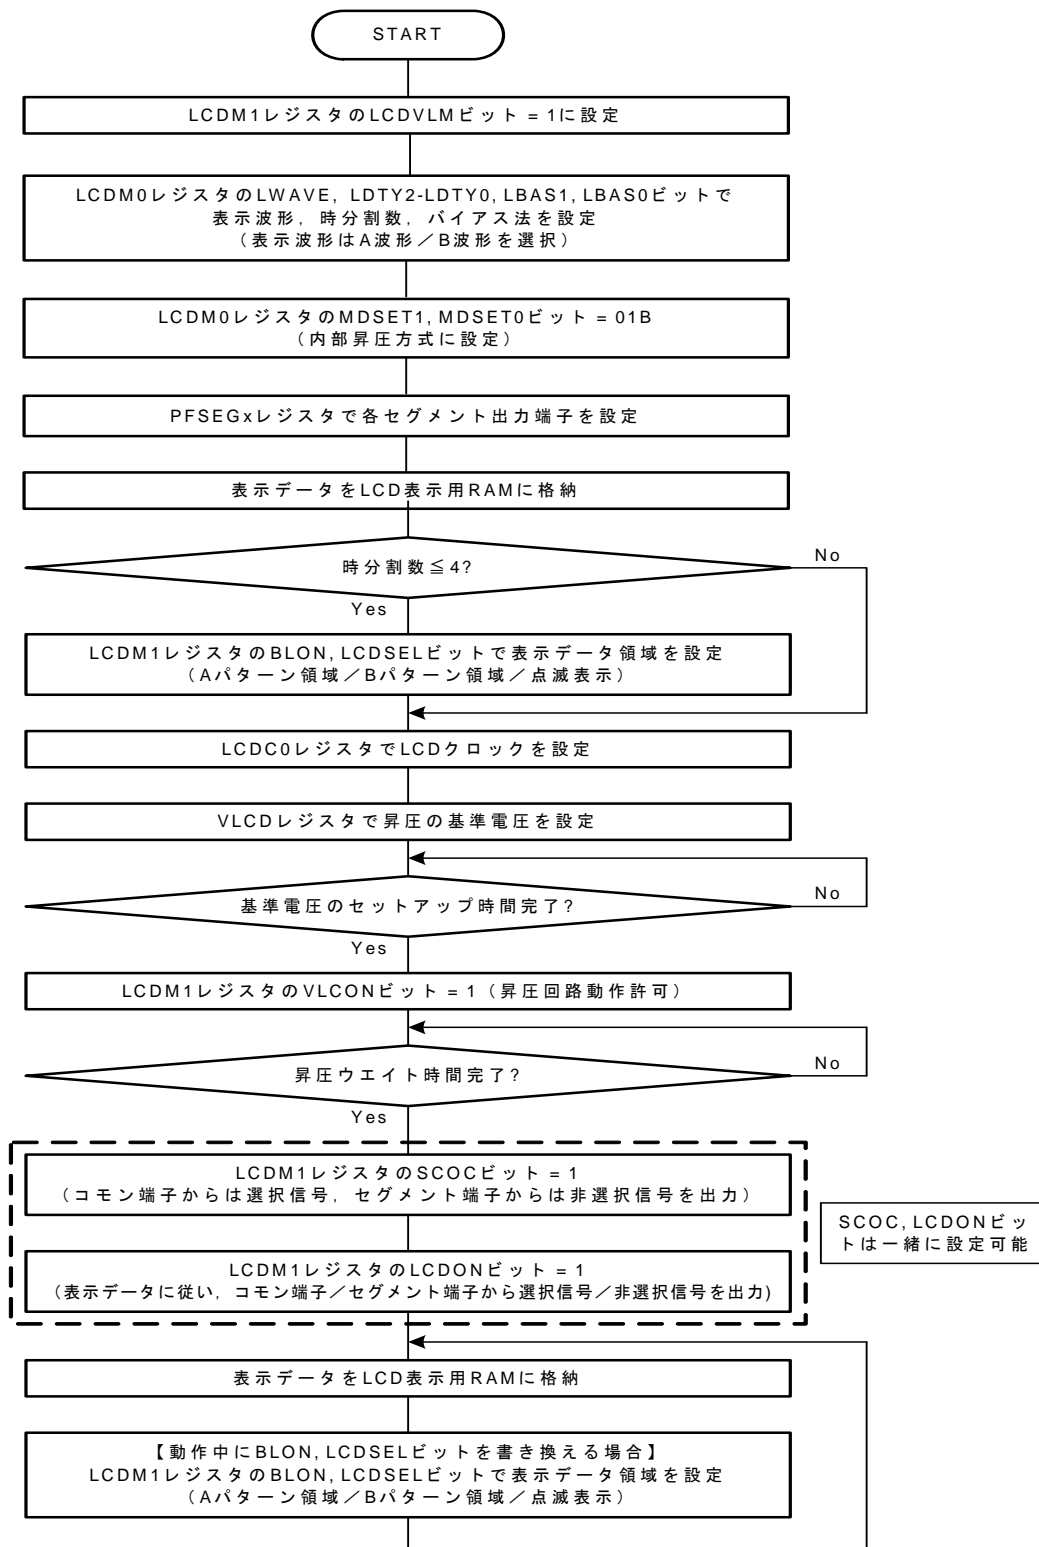 START
LCDM1レジスタのLCDVLMビット = 1に設定
LCDM0レジスタのLWAVE, LDTY2-LDTY0, LBAS1, LBAS0ビットで
表示波形, 時分割数, バイアス法を設定
(表示波形はA波形／B波形を選択)
LCDM0レジスタのMDSET1, MDSET0ビット = 01B
(内部昇圧方式に設定)
PFSEGxレジスタで各セグメント出力端子を設定
表示データをLCD表示用RAMに格納
時分割数≦4?
No
Yes
LCDM1レジスタのBLON, LCDSELビットで表示データ領域を設定
(Aパターン領域／Bパターン領域／点滅表示)
LCDC0レジスタでLCDクロックを設定
VLCDレジスタで昇圧の基準電圧を設定
基準電圧のセットアップ時間完了?
No
Yes
LCDM1レジスタのVLCONビット = 1 (昇圧回路動作許可)
昇圧ウエイト時間完了?
No
Yes
LCDM1レジスタのSCOCビット = 1
(コモン端子からは選択信号, セグメント端子からは非選択信号を出力)
SCOC, LCDONビッ
トは一緒に設定可能
LCDM1レジスタのLCDONビット = 1
(表示データに従い, コモン端子／セグメント端子から選択信号／非選択信号を出力)
表示データをLCD表示用RAMに格納
【動作中にBLON, LCDSELビットを書き換える場合】
LCDM1レジスタのBLON, LCDSELビットで表示データ領域を設定
(Aパターン領域／Bパターン領域／点滅表示)